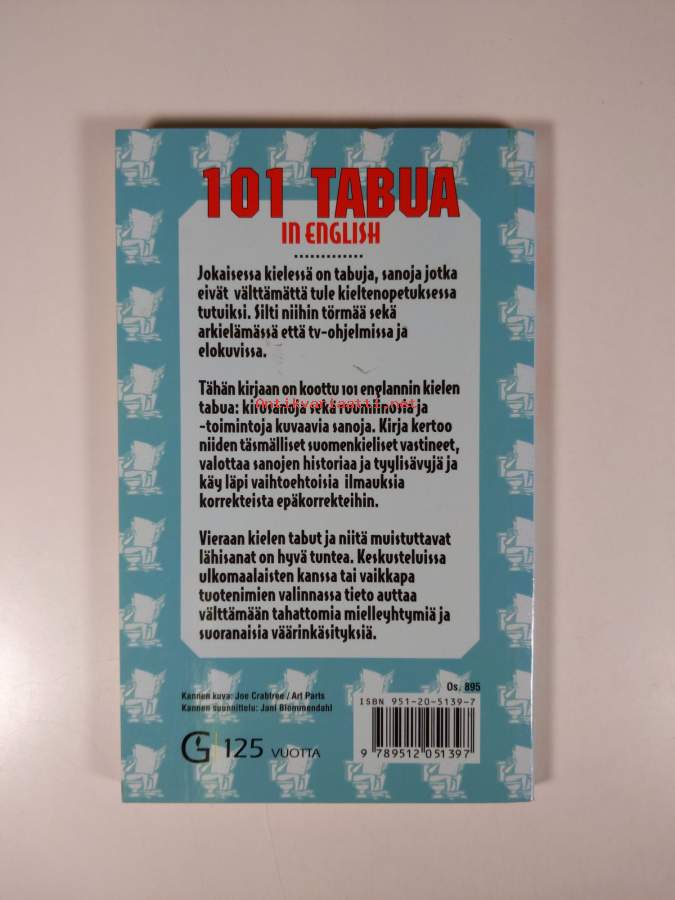 101 TABUA
IN ENGLISH
Jokaisessa kielessä on tabuja, sanoja jotka
eivät välttämättä tule kieltenopetuksessa
tutuiksi. Silti niihin törmää sekä
arkielämässä että tv-ohjelmissa ja
elokuvissa.
Tähän kirjaan on koottu 101 englannin kielen
Antikvariaatti.net
tabua: kirosanoja sekä ruumiinosia ja
-toimintoja kuvaavia sanoja. Kirja kertoo
niiden täsmälliset suomenkieliset vastineet,
valottaa sanojen historiaa ja tyylisävyjä ja
käy läpi vaihtoehtoisia ilmauksia
korrekteista epäkorrekteihin.
Vieraan kielen tabut ja niitä muistuttavat
lähisanat on hyvä tuntea. Keskusteluissa
ulkomaalaisten kanssa tai vaikkapa
tuotenimien valinnassa tieto auttaa
välttämään tahattomia mielleyhtymiä ja
suoranaisia väärinkäsityksiä.
Os. 895
Kannen kuva: Joe Crabtree / Art Parts
Kannen suunnittelu: Jani Blommendahl
ISBN 951-20-5139-7
G 125 VUOTTA
9 789512 051397